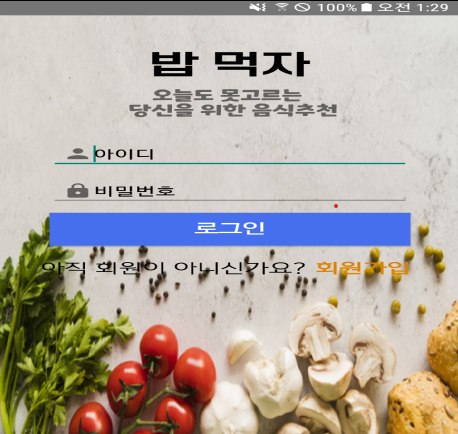 100% 오전 1:29
밥 먹자
오늘도 못고르는
당신을 위한 음식추천
아이디
비밀번호
로그인
아직 회원이 아니신가요? 회원가입